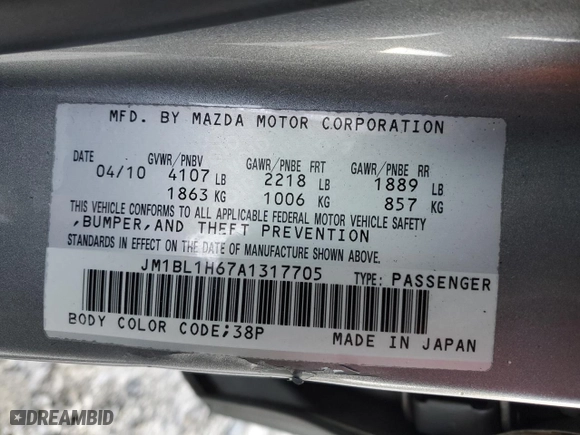 MFD. BY MAZDA MOTOR CORPORATION
DATE GVWR/PNBV GAWR/PNBE FRT GAWR/PNBE RR
04/10 4107 LB 2218 LB 1889 LB
1863 KG 1006 KG 857 KG
THIS VEHICLE CONFORMS TO ALL APPLICABLE FEDERAL MOTOR VEHICLE SAFETY
,BUMPER,AND THEFT PREVENTION
STANDARDS IN EFFECT ON THE DATE OF MANUFACTURE SHOWN ABOVE.
JM1BL1H67A1317705 TYPE: PASSENGER
BODY COLOR CODE;38P MADE IN JAPAN
DREAMBID